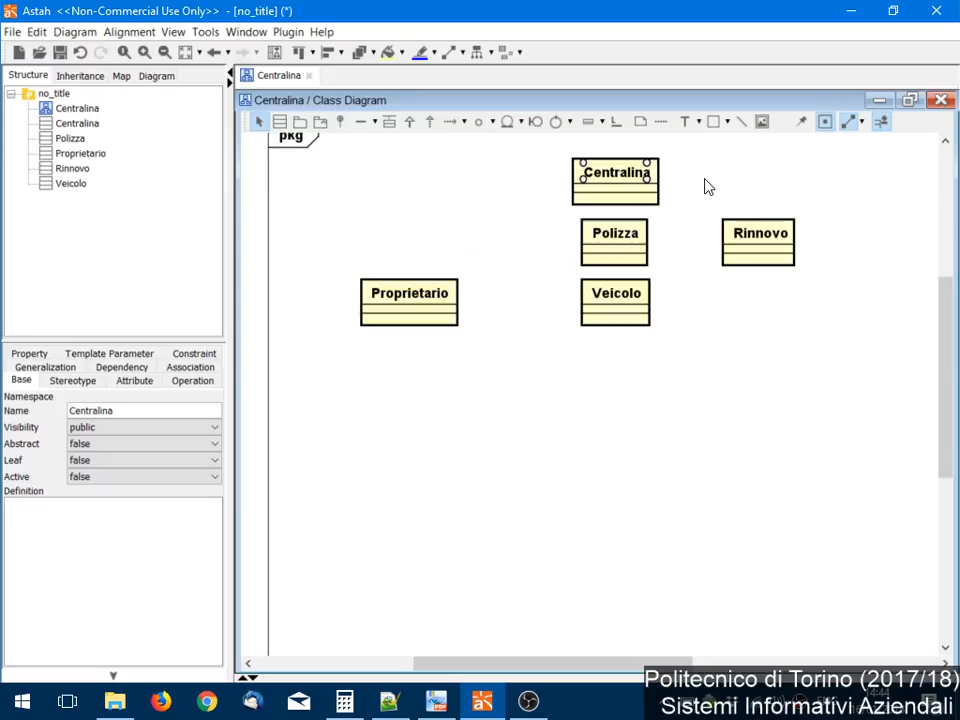 Astah <<Non-Commercial Use Only>> - [no_title] (*)
File Edit Diagram Alignment View Tools Window Plugin Help
Structure Inheritance Map Diagram
no_title
Centralina
Centralina
Polizza
Proprietario
Rinnovo
Veicolo
Property Template Parameter Constraint
Generalization Dependency Association
Base Stereotype Attribute Operation
Namespace
Name Centralina
Visibility public
Abstract false
Leaf false
Active false
Definition
Centralina
Centralina / Class Diagram
pkg
Centralina
Polizza Rinnovo
Proprietario Veicolo
T
PDF
14:44
Politecnico di Torino (2017/18)
Sistemi Informativi Aziendali